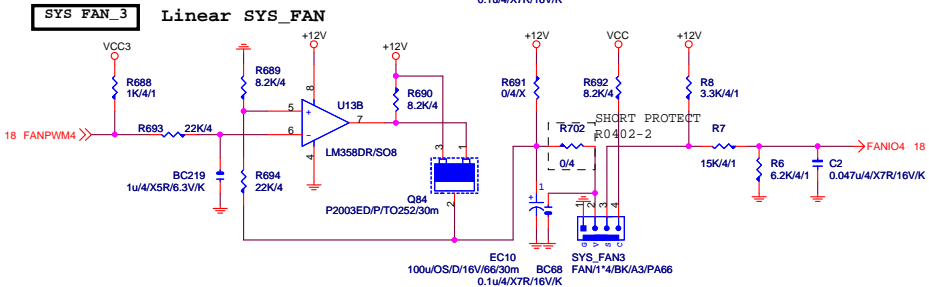 0.1u/4/X7R/16V/K
SYS FAN_3
Linear SYS_FAN
VCC3
+12V
+12V
+12V
VCC
+12V
R688
1K/4/1
R689
8.2K/4
8
U13B
R690
8.2K/4
R691
0/4/X
R692
8.2K/4
R8
3.3K/4/1
SHORT PROTECT
R0402-2
18 FANPWM4
R693
22K/4
5
+
6
-
7
4
LM358DR/SO8
R702
0/4
R7
15K/4/1
FANIO4 18
BC219
1u/4/X5R/6.3V/K
R694
22K/4
3
1
2
Q84
P2003ED/P/TO252/30m
R6
6.2K/4/1
C2
0.047u/4/X7R/16V/K
+
1
1
2
3
4
G
V
S
C
EC10
100u/OS/D/16V/66/30m
BC68
0.1u/4/X7R/16V/K
SYS_FAN3
FAN/1*4/BK/A3/PA66